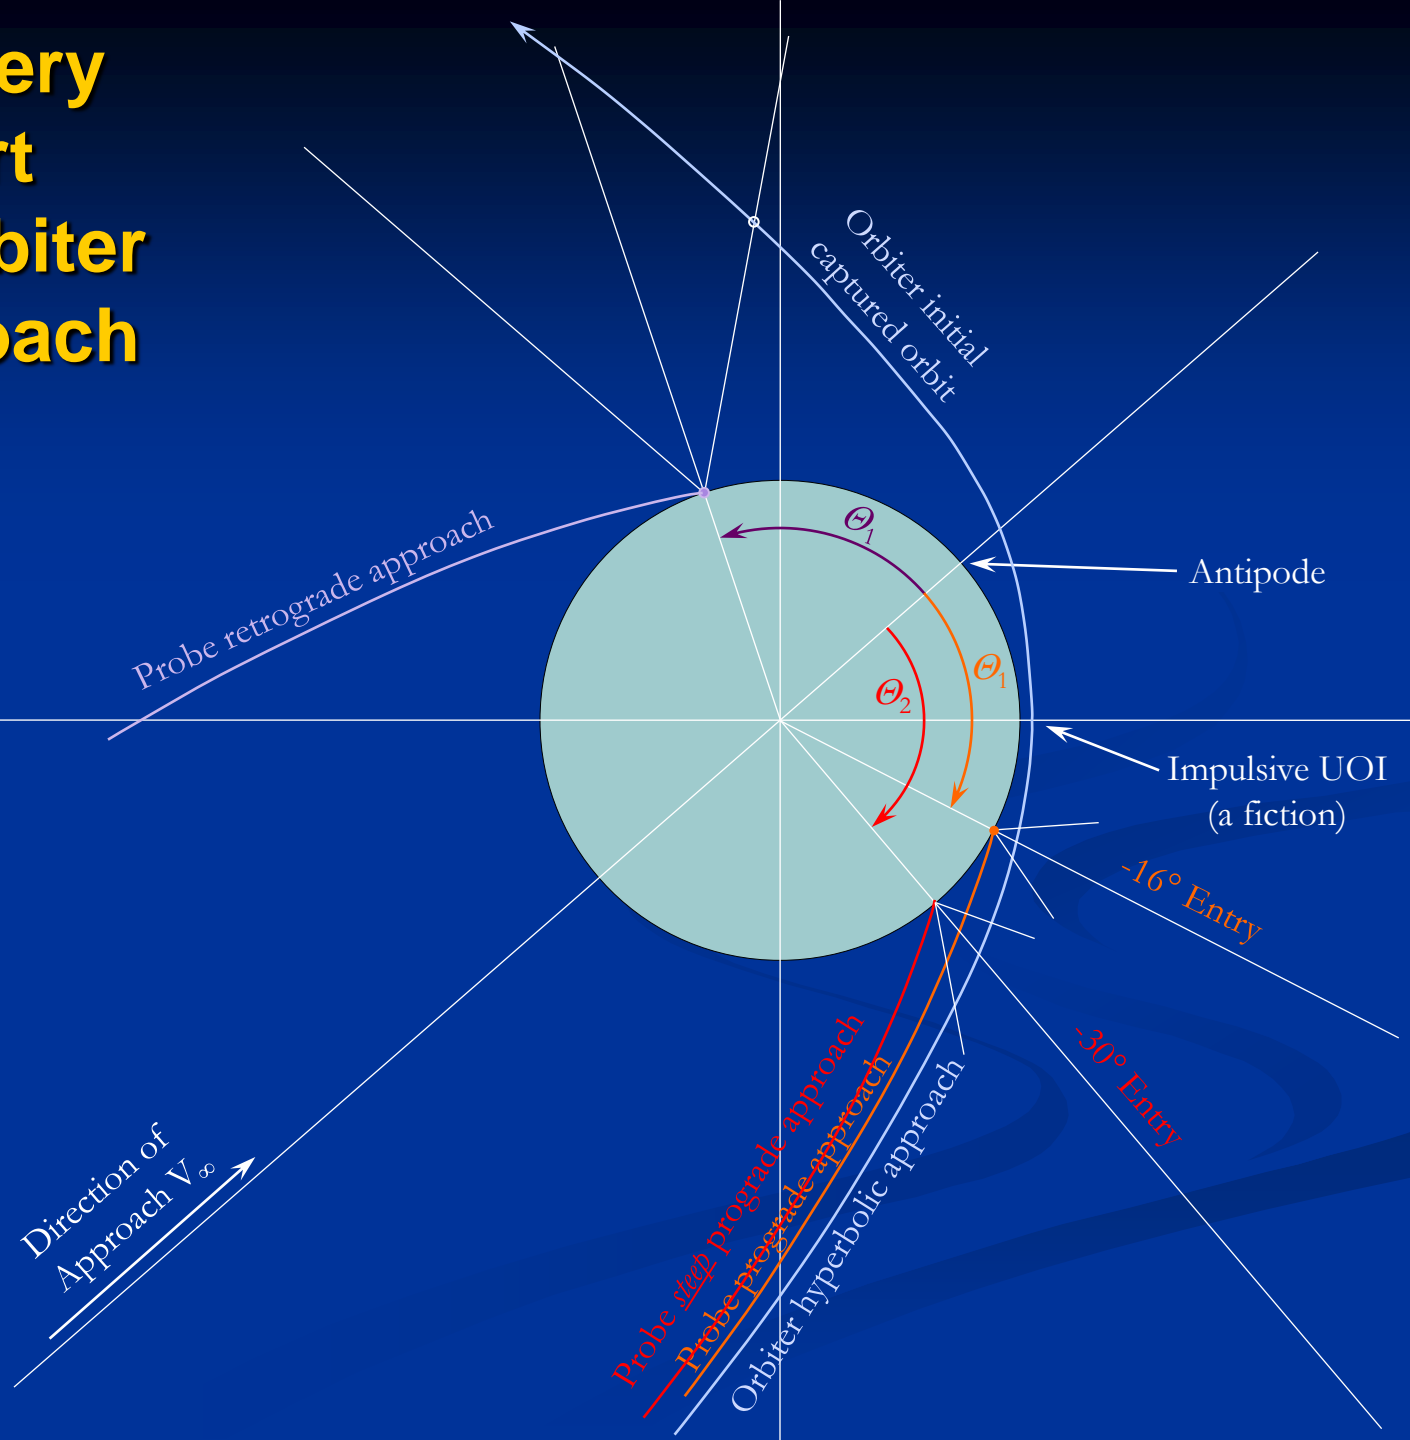 ery
rt
biter
oach
Orbiter initial
captured orbit
Θ1
Antipode
Probe retrograde approach
Θ1
Θ2
Impulsive UOI
(a fiction)
-16° Entry
-30° Entry
Direction of
Approach V∞
Probe steep prograde approach
Probe prograde approach
Orbiter hyperbolic approach